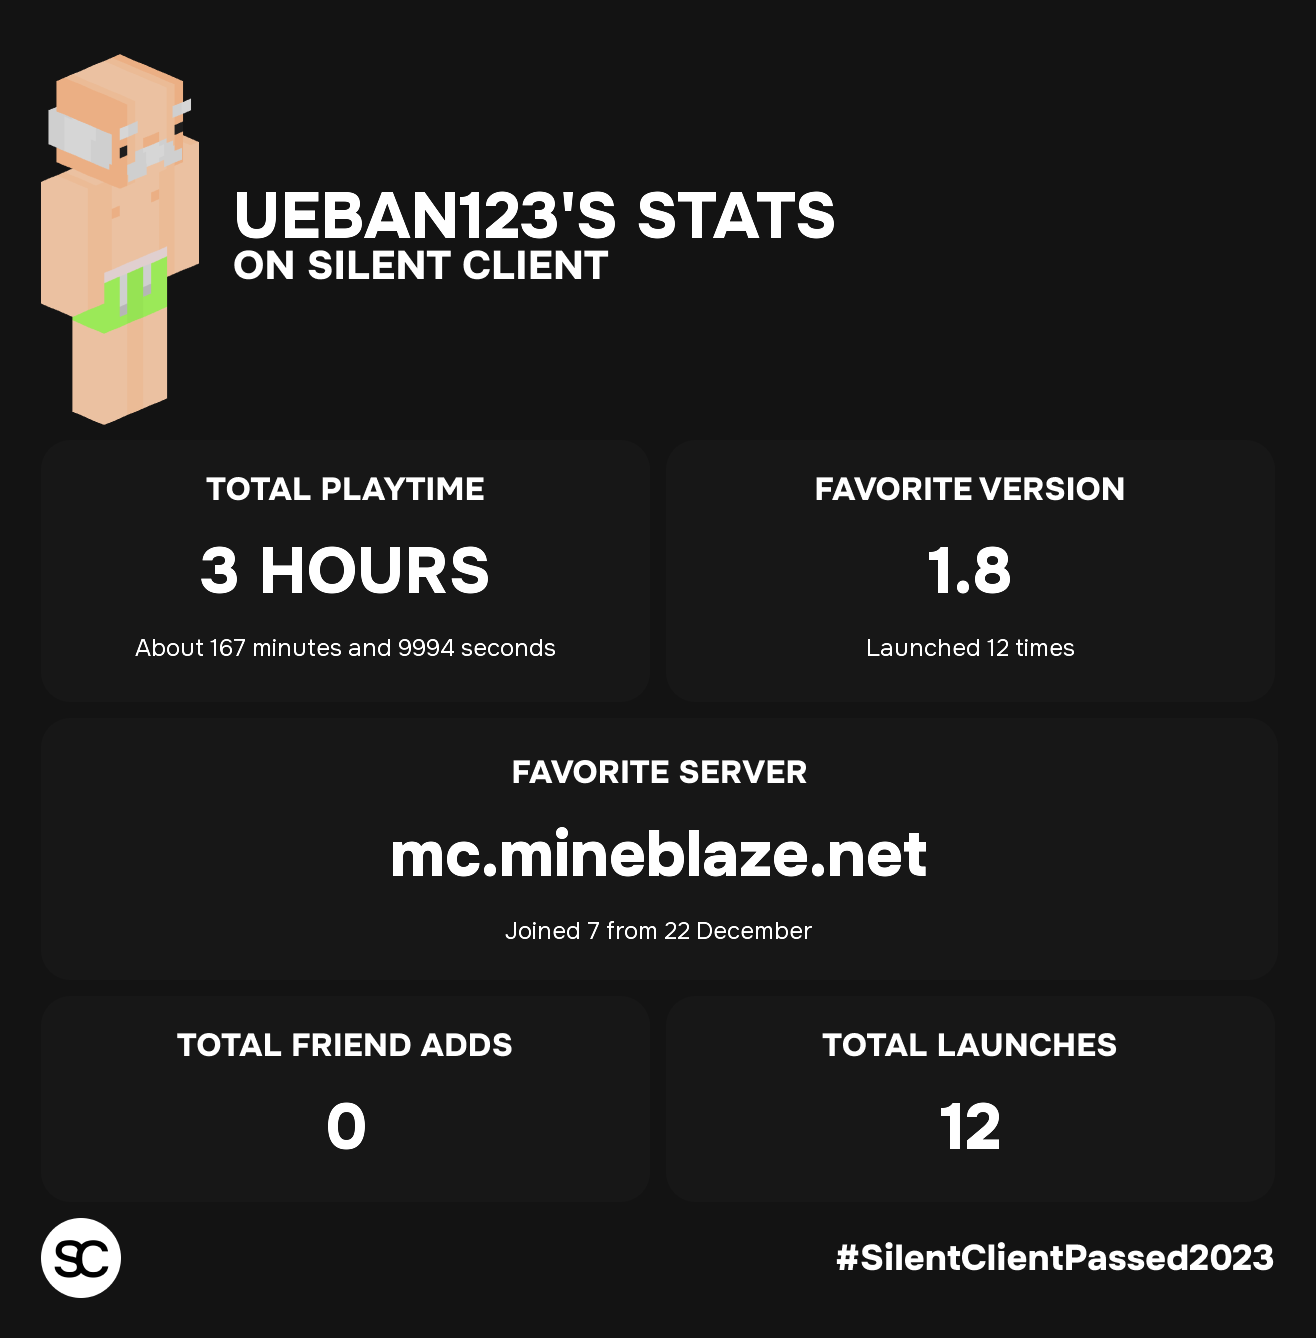 UEBAN123'S STATS
ON SILENT CLIENT
TOTAL PLAYTIME
3 HOURS
About 167 minutes and 9994 seconds
FAVORITE VERSION
1.8
Launched 12 times
FAVORITE SERVER
mc.mineblaze.net
Joined 7 from 22 December
TOTAL FRIEND ADDS
0
TOTAL LAUNCHES
12
SC
#SilentClientPassed2023